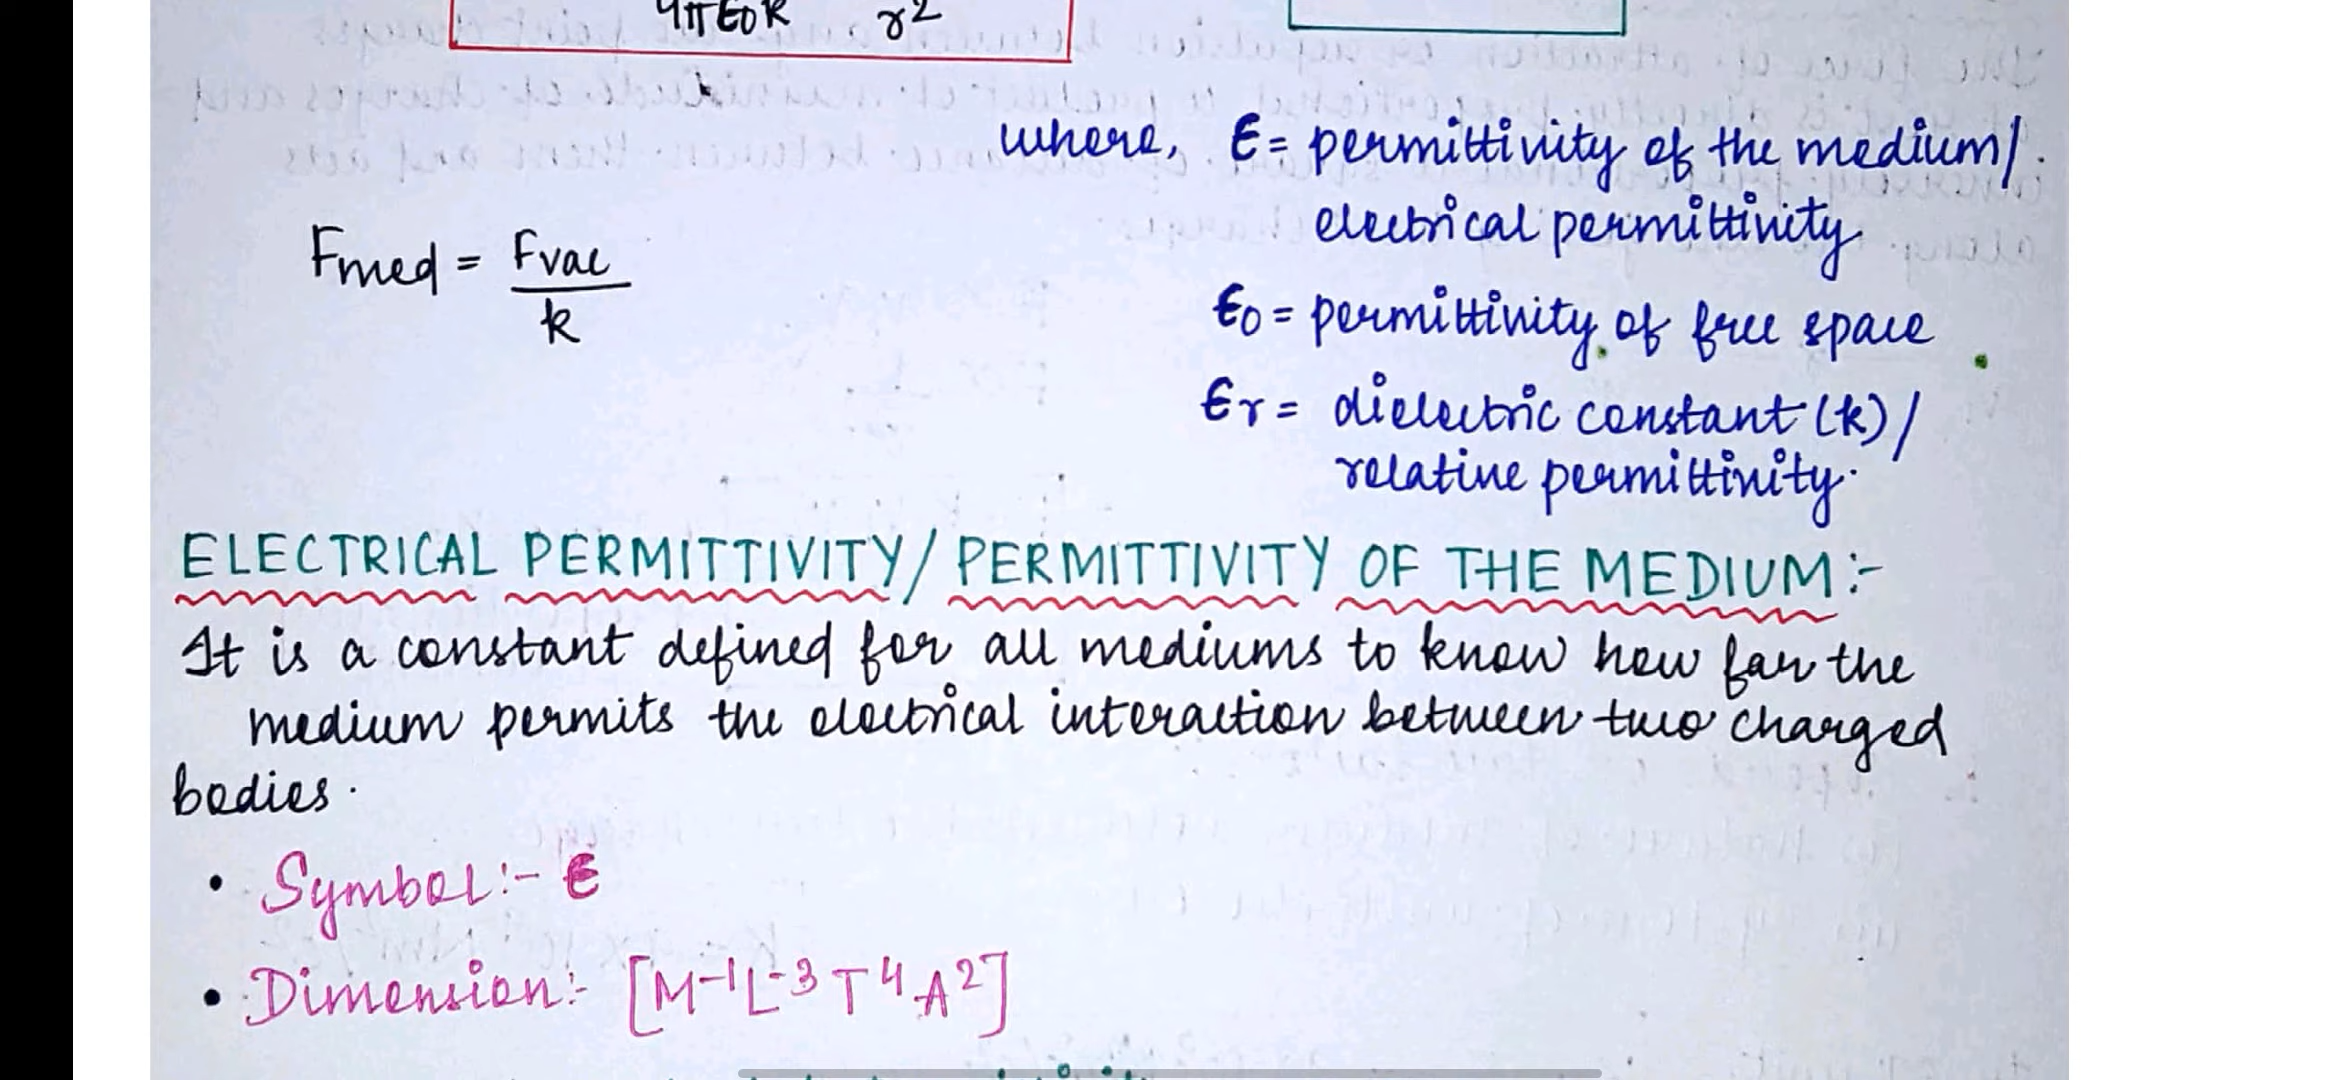 4πε0k r2
where, ε = permittivity of the medium/
electrical permittivity.
Fmed = Fvac
k
ε0 = permittivity of free space
εr = dielectric constant (k) /
relative permittivity.
ELECTRICAL PERMITTIVITY/ PERMITTIVITY OF THE MEDIUM :-
It is a constant defined for all mediums to know how far the
medium permits the electrical interaction between two charged
bodies.
• Symbol :- ε
• Dimension :- [M-1L-3T4A2]